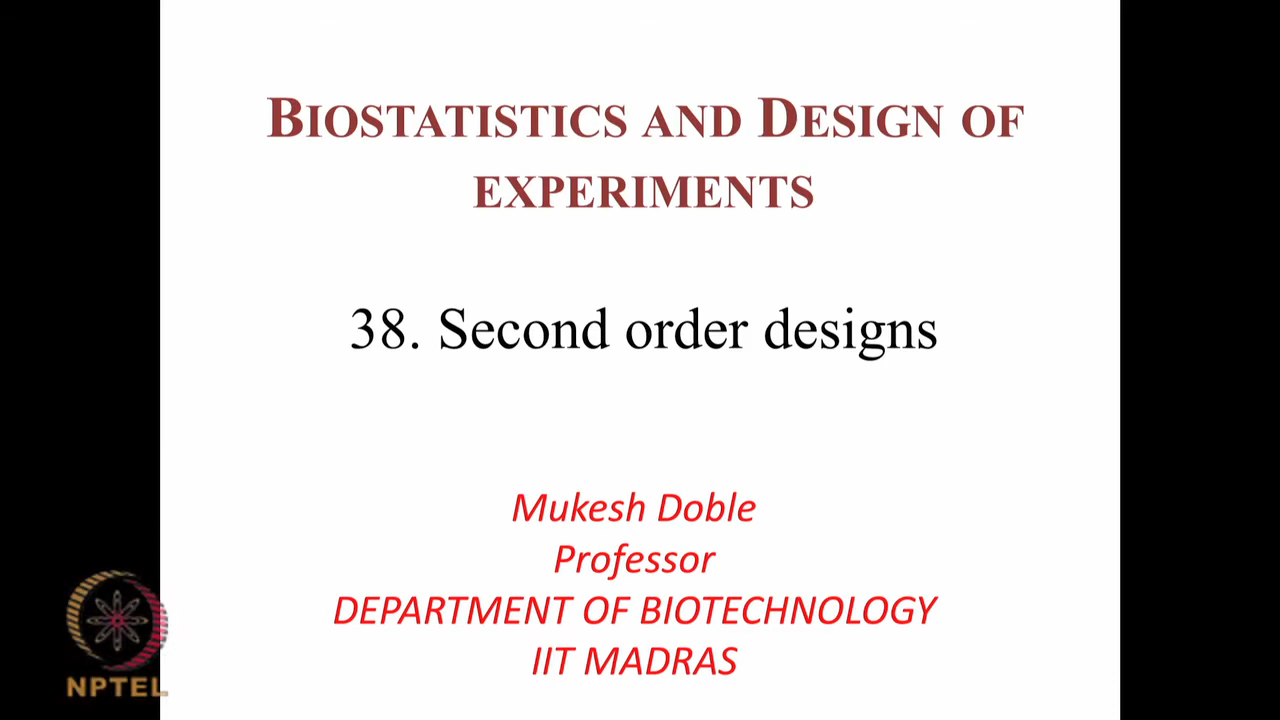 BIOSTATISTICS AND DESIGN OF
EXPERIMENTS
38. Second order designs
Mukesh Doble
Professor
DEPARTMENT OF BIOTECHNOLOGY
IIT MADRAS
NPTEL